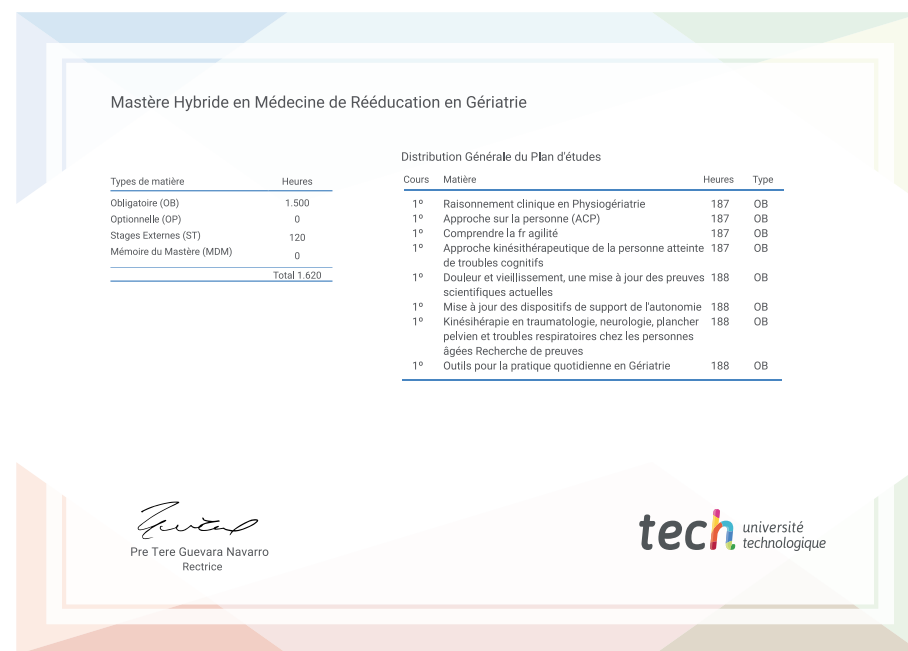 Mastère Hybride en Médecine de Rééducation en Gériatrie
Types de matière Heures
Obligatoire (OB) 1.500
Optionnelle (OP) 0
Stages Externes (ST) 120
Mémoire du Mastère (MDM) 0
Total 1.620
Distribution Générale du Plan d'études
Cours Matière Heures Type
1º Raisonnement clinique en Physiogériatrie 187 OB
1º Approche sur la personne (ACP) 187 OB
1º Comprendre la fr agilité 187 OB
1º Approche kinésithérapeutique de la personne atteinte 187 OB
de troubles cognitifs
1º Douleur et vieillissement, une mise à jour des preuves 188 OB
scientifiques actuelles
1º Mise à jour des dispositifs de support de l'autonomie 188 OB
1º Kinésihérapie en traumatologie, neurologie, plancher 188 OB
pelvien et troubles respiratoires chez les personnes
âgées Recherche de preuves
1º Outils pour la pratique quotidienne en Gériatrie 188 OB
Pre Tere Guevara Navarro
Rectrice
tech université
technologique